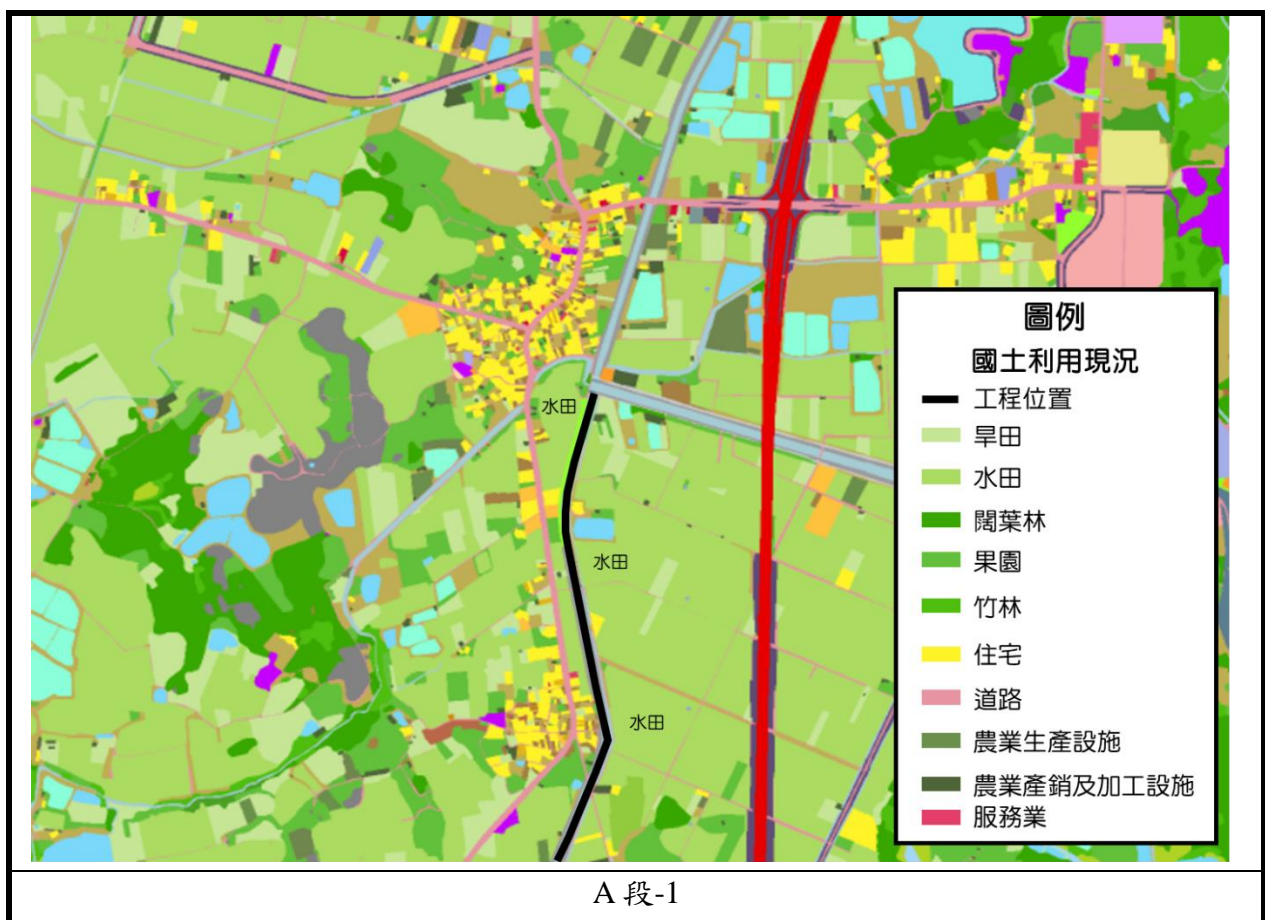 圖例
國土利用現況
工程位置
旱田
水田
闊葉林
果園
竹林
住宅
道路
農業生產設施
農業產銷及加工設施
服務業
水田
水田
水田
A 段-1